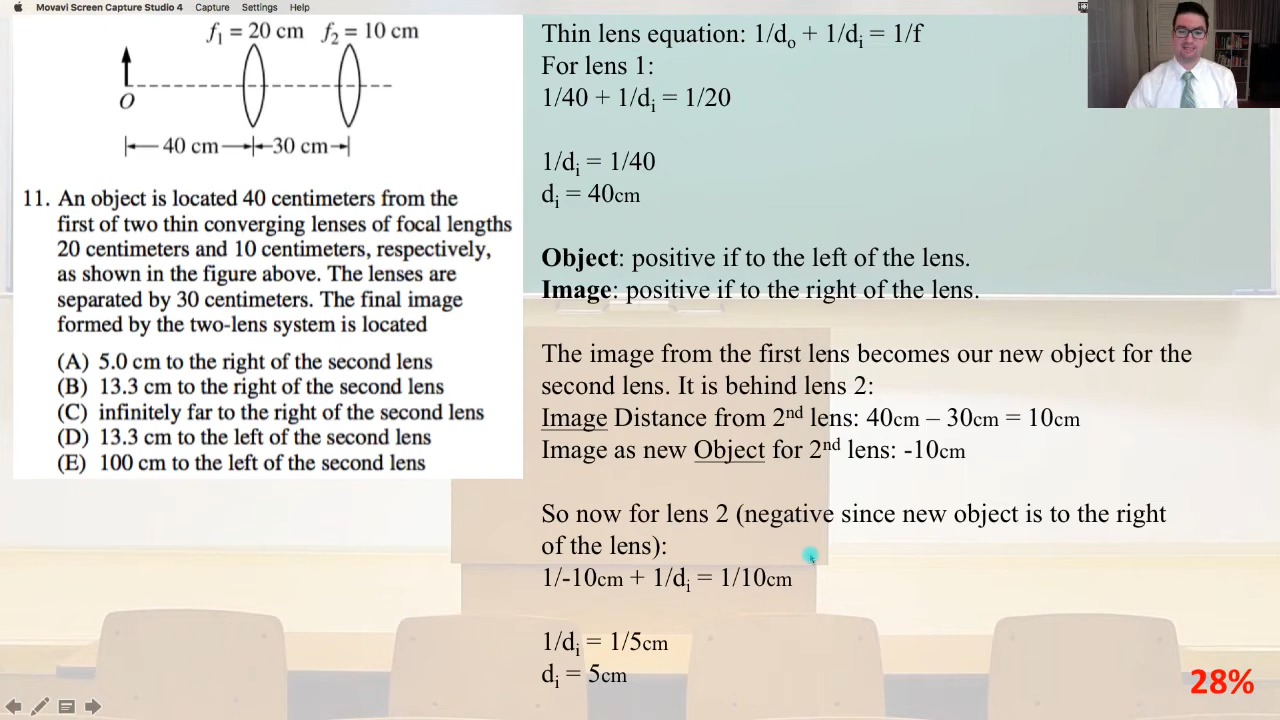 Movavi Screen Capture Studio 4 Capture Settings Help
f₁ = 20 cm f₂ = 10 cm
O
40 cm 30 cm
11. An object is located 40 centimeters from the
first of two thin converging lenses of focal lengths
20 centimeters and 10 centimeters, respectively,
as shown in the figure above. The lenses are
separated by 30 centimeters. The final image
formed by the two-lens system is located
(A) 5.0 cm to the right of the second lens
(B) 13.3 cm to the right of the second lens
(C) infinitely far to the right of the second lens
(D) 13.3 cm to the left of the second lens
(E) 100 cm to the left of the second lens
Thin lens equation: 1/dₒ + 1/dᵢ = 1/f
For lens 1:
1/40 + 1/dᵢ = 1/20
1/dᵢ = 1/40
dᵢ = 40cm
Object: positive if to the left of the lens.
Image: positive if to the right of the lens.
The image from the first lens becomes our new object for the
second lens. It is behind lens 2:
Image Distance from 2ⁿᵈ lens: 40cm – 30cm = 10cm
Image as new Object for 2ⁿᵈ lens: -10cm
So now for lens 2 (negative since new object is to the right
of the lens):
1/-10cm + 1/dᵢ = 1/10cm
1/dᵢ = 1/5cm
dᵢ = 5cm
28%